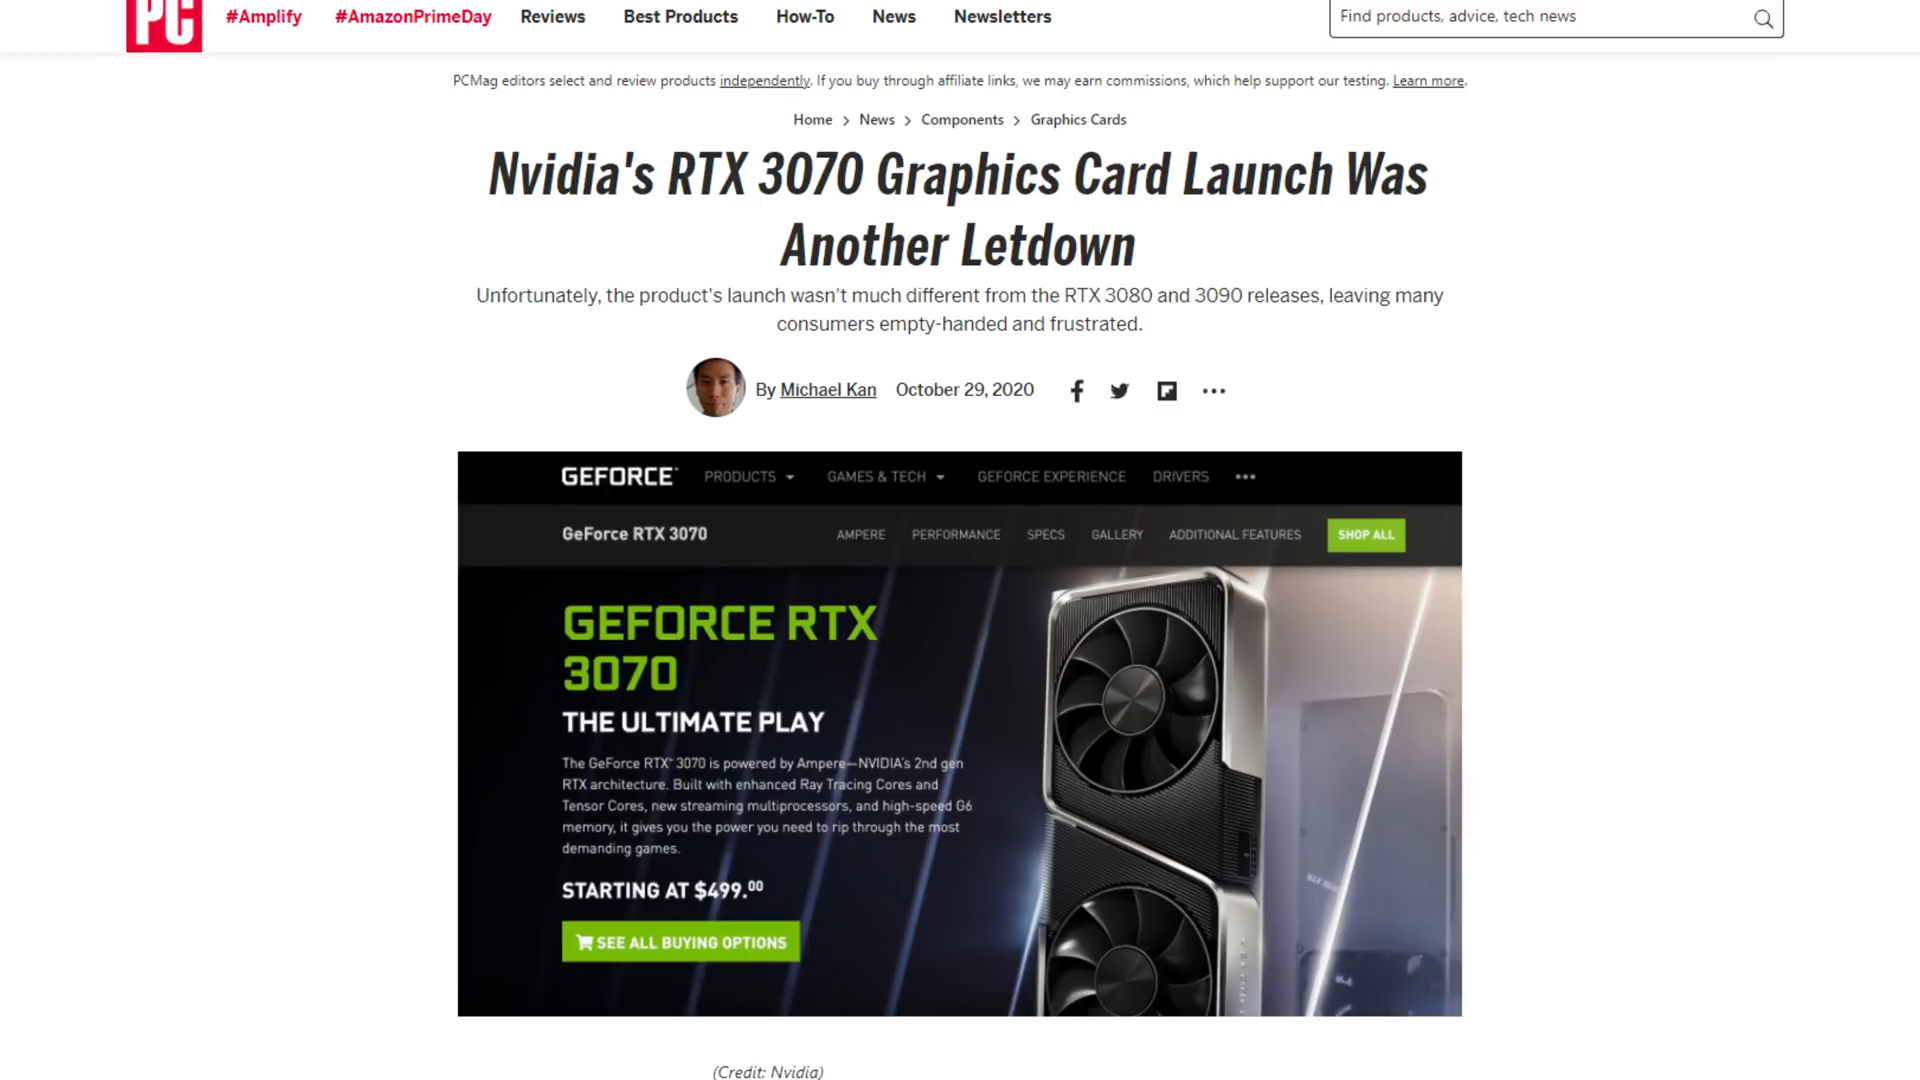 PC
#Amplify #AmazonPrimeDay Reviews Best Products How-To News Newsletters Find products, advice, tech news
PCMag editors select and review products independently. If you buy through affiliate links, we may earn commissions, which help support our testing. Learn more.
Home > News > Components > Graphics Cards
Nvidia's RTX 3070 Graphics Card Launch Was
Another Letdown
Unfortunately, the product's launch wasn't much different from the RTX 3080 and 3090 releases, leaving many
consumers empty-handed and frustrated.
By Michael Kan October 29, 2020
GEFORCE PRODUCTS GAMES & TECH GEFORCE EXPERIENCE DRIVERS
GeForce RTX 3070 AMPERE PERFORMANCE SPECS GALLERY ADDITIONAL FEATURES SHOP ALL
GEFORCE RTX
3070
THE ULTIMATE PLAY
The GeForce RTX™ 3070 is powered by Ampere—NVIDIA's 2nd gen
RTX architecture. Built with enhanced Ray Tracing Cores and
Tensor Cores, new streaming multiprocessors, and high-speed G6
memory, it gives you the power you need to rip through the most
demanding games.
STARTING AT $499.00
SEE ALL BUYING OPTIONS
(Credit: Nvidia)